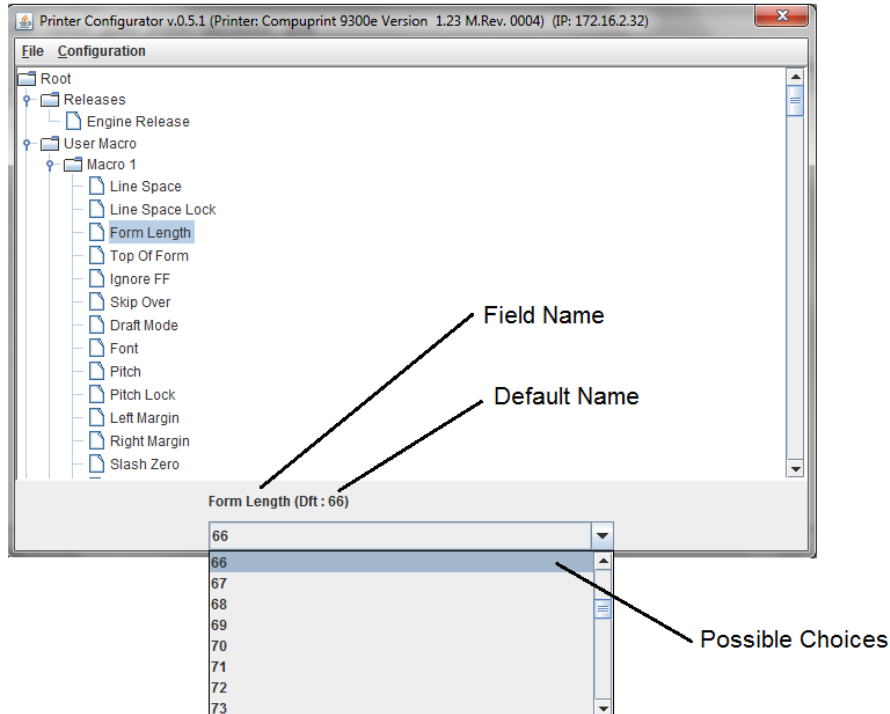 Printer Configurator v.0.5.1 (Printer: Compuprint 9300e Version 1.23 M.Rev. 0004) (IP: 172.16.2.32)
File Configuration
Root
Releases
Engine Release
User Macro
Macro 1
Line Space
Line Space Lock
Form Length
Top Of Form
Ignore FF
Skip Over
Draft Mode
Font
Pitch
Pitch Lock
Left Margin
Right Margin
Slash Zero
Field Name
Default Name
Form Length (Dft : 66)
66
66
67
68
69
70
71
72
73
Possible Choices